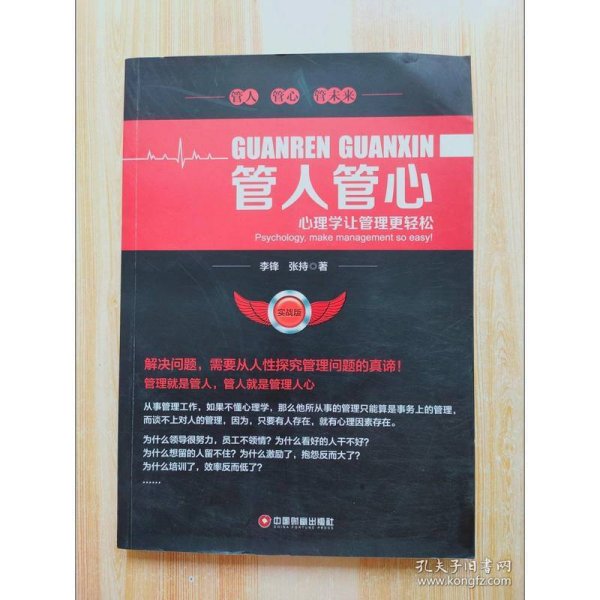 管人 管心 管未来
GUANREN GUANXIN
管人管心
心理学让管理更轻松
Psychology, make management so easy!
李锋 张持◎著
实战版
解决问题，需要从人性探究管理问题的真谛！
管理就是管人，管人就是管理人心
从事管理工作，如果不懂心理学，那么他所从事的管理只能算是事务上的管理，
而谈不上对人的管理，因为，只要有人存在，就有心理因素存在。
为什么领导很努力，员工不领情？为什么看好的人干不好？
为什么想留的人留不住？为什么激励了，抱怨反而大了？
为什么培训了，效率反而低了？
……
中国财富出版社
CHINA FORTUNE PRESS
孔夫子旧书网
www.kongfz.com